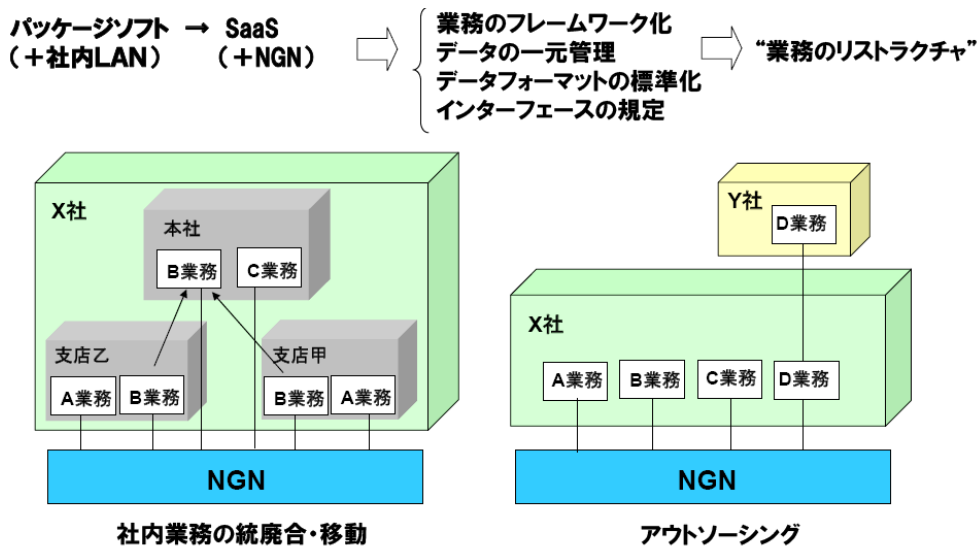 パッケージソフト → SaaS
(+社内LAN) (+NGN)
業務のフレームワーク化
データの一元管理
データフォーマットの標準化
インターフェースの規定
“業務のリストラクチャ”
X社
本社
B業務 C業務
支店乙
A業務 B業務
支店甲
B業務 A業務
NGN
社内業務の統廃合・移動
Y社
D業務
X社
A業務 B業務 C業務 D業務
NGN
アウトソーシング